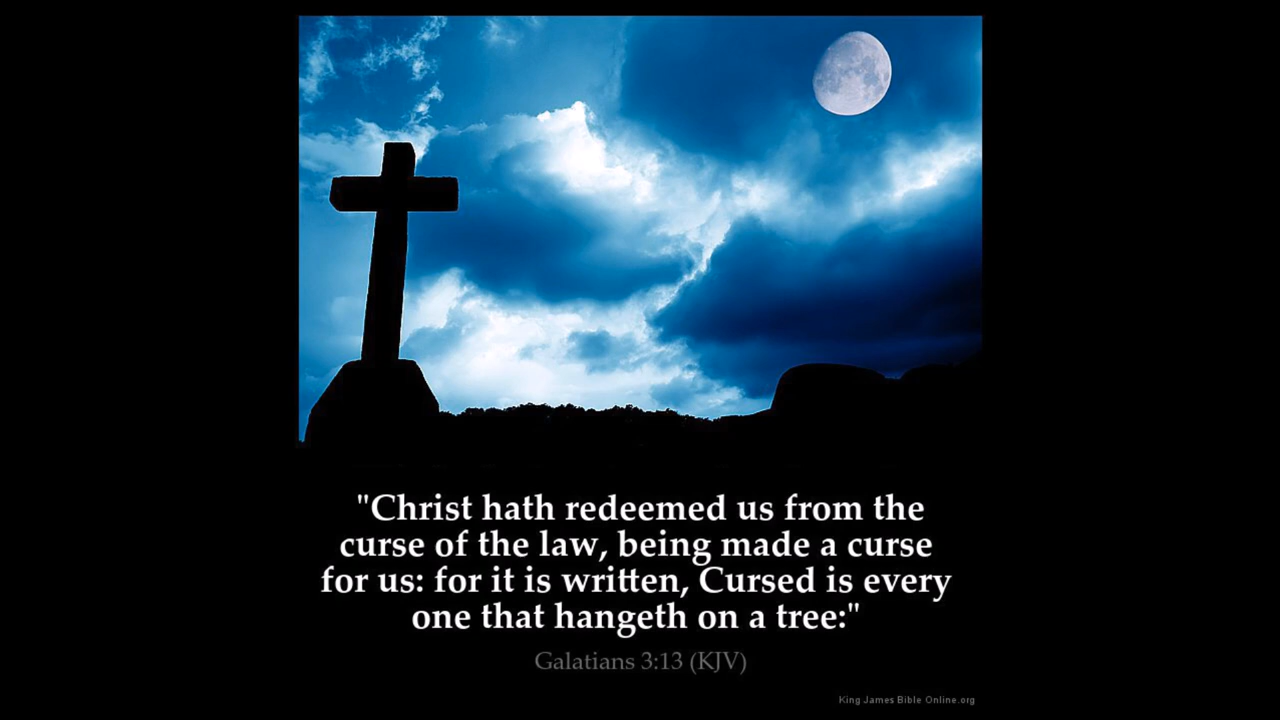 "Christ hath redeemed us from the
curse of the law, being made a curse
for us: for it is written, Cursed is every
one that hangeth on a tree:"
Galatians 3:13 (KJV)
King James Bible Online.org